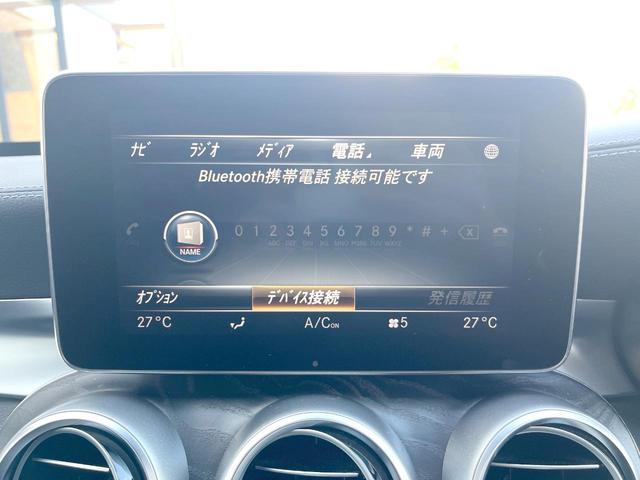 ナビ ラジオ メディア 電話 車両
Bluetooth携帯電話 接続可能です
0 1 2 3 4 5 6 7 8 9 * # +
ABC DEF GHI JKL MNO PQRS TUV WXYZ
NAME
オプション デバイス接続 発信履歴
27°C A/C ON 5 27°C